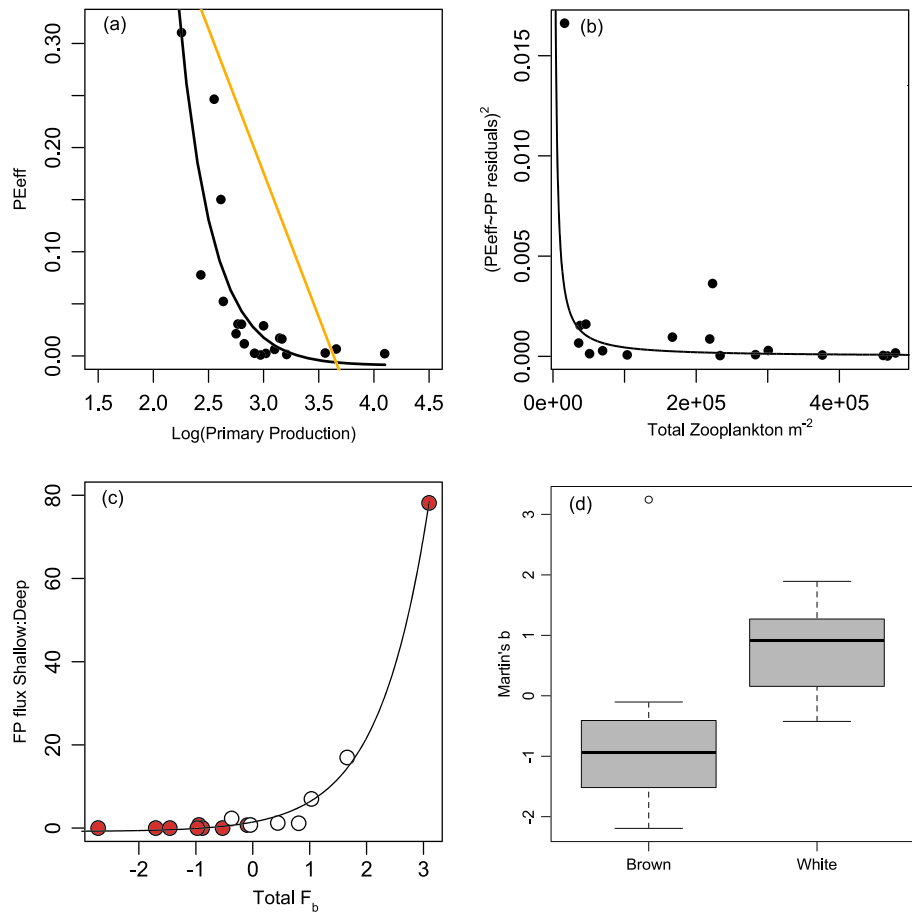 (a)
PEeff
0.00
0.10
0.20
0.30
1.5 2.0 2.5 3.0 3.5 4.0 4.5
Log(Primary Production)
(b)
(PEeff~PP residuals)²
0.000
0.005
0.010
0.015
0e+00 2e+05 4e+05
Total Zooplankton m⁻²
(c)
FP flux Shallow:Deep
0
20
40
60
80
-2 -1 0 1 2 3
Total F_b
(d)
Martin's b
-2
-1
0
1
2
3
Brown White